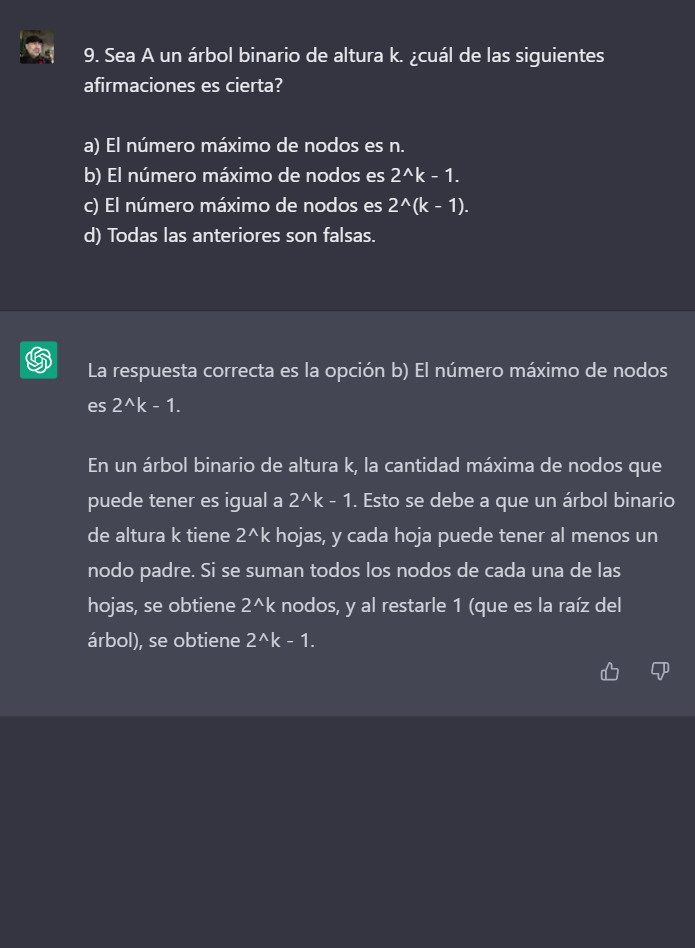 9. Sea A un árbol binario de altura k. ¿cuál de las siguientes
afirmaciones es cierta?
a) El número máximo de nodos es n.
b) El número máximo de nodos es 2^k - 1.
c) El número máximo de nodos es 2^(k - 1).
d) Todas las anteriores son falsas.
La respuesta correcta es la opción b) El número máximo de nodos
es 2^k - 1.
En un árbol binario de altura k, la cantidad máxima de nodos que
puede tener es igual a 2^k - 1. Esto se debe a que un árbol binario
de altura k tiene 2^k hojas, y cada hoja puede tener al menos un
nodo padre. Si se suman todos los nodos de cada una de las
hojas, se obtiene 2^k nodos, y al restarle 1 (que es la raíz del
árbol), se obtiene 2^k - 1.